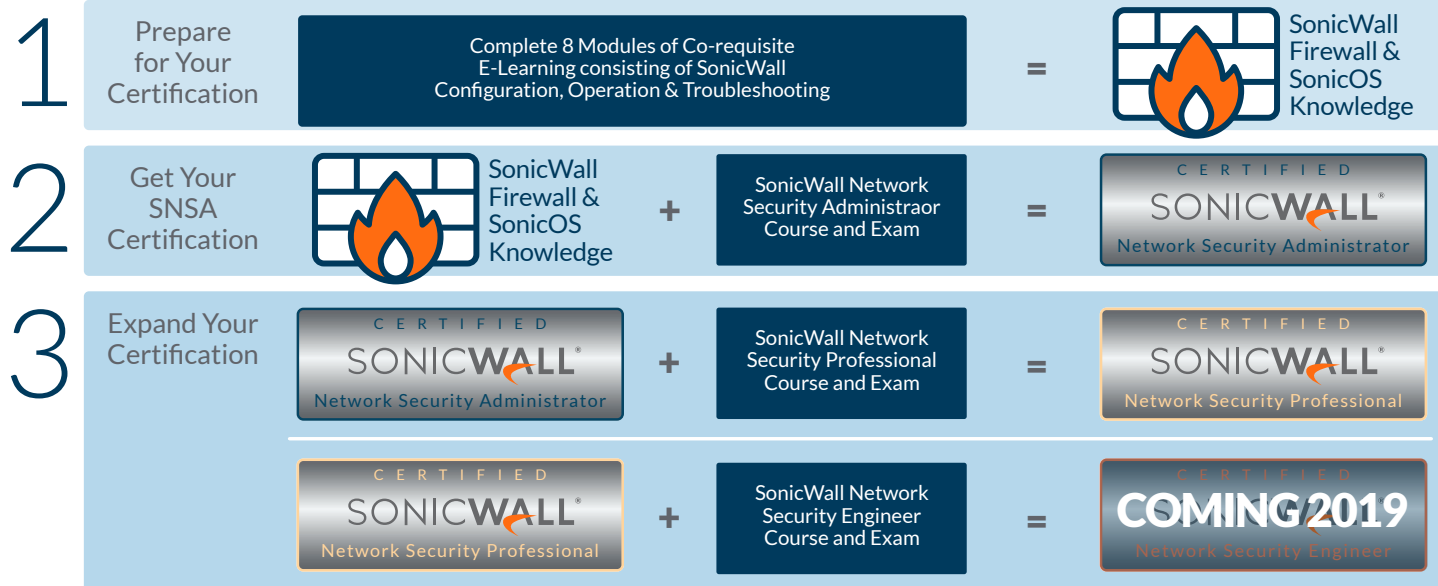 1
Prepare
for Your
Certification
Complete 8 Modules of Co-requisite
E-Learning consisting of SonicWall
Configuration, Operation & Troubleshooting
=
SonicWall
Firewall &
SonicOS
Knowledge
2
Get Your
SNSA
Certification
SonicWall
Firewall &
SonicOS
Knowledge
+
SonicWall Network
Security Administraor
Course and Exam
=
CERTIFIED
SONICWALL®
Network Security Administrator
3
Expand Your
Certification
CERTIFIED
SONICWALL®
Network Security Administrator
+
SonicWall Network
Security Professional
Course and Exam
=
CERTIFIED
SONICWALL®
Network Security Professional
CERTIFIED
SONICWALL®
Network Security Professional
+
SonicWall Network
Security Engineer
Course and Exam
=
CERTIFIED
SONICWALL®
COMING 2019
Network Security Engineer